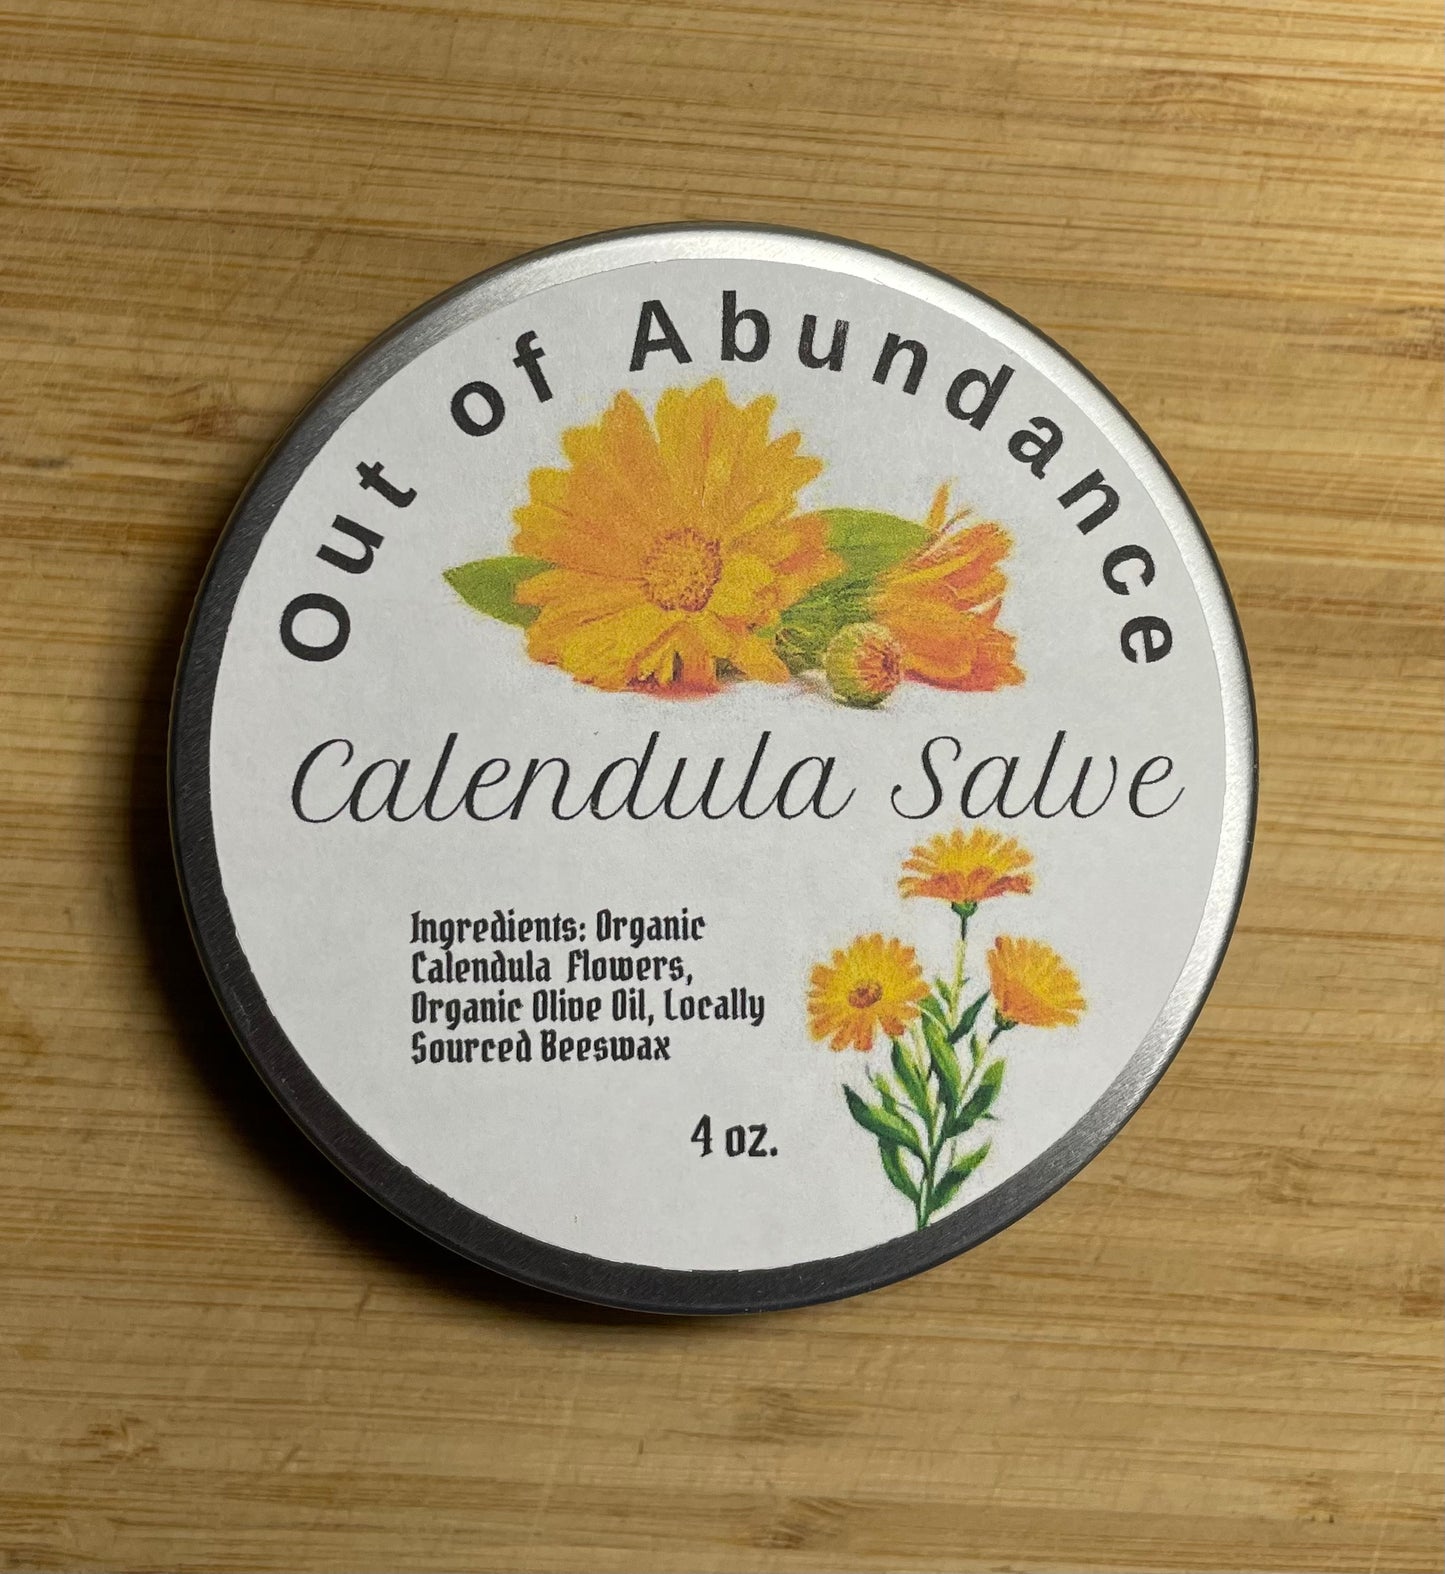 Out of Abundance
Calendula Salve
Ingredients: Organic
Calendula Flowers,
Organic Olive Oil, Locally
Sourced Beeswax
4 oz.